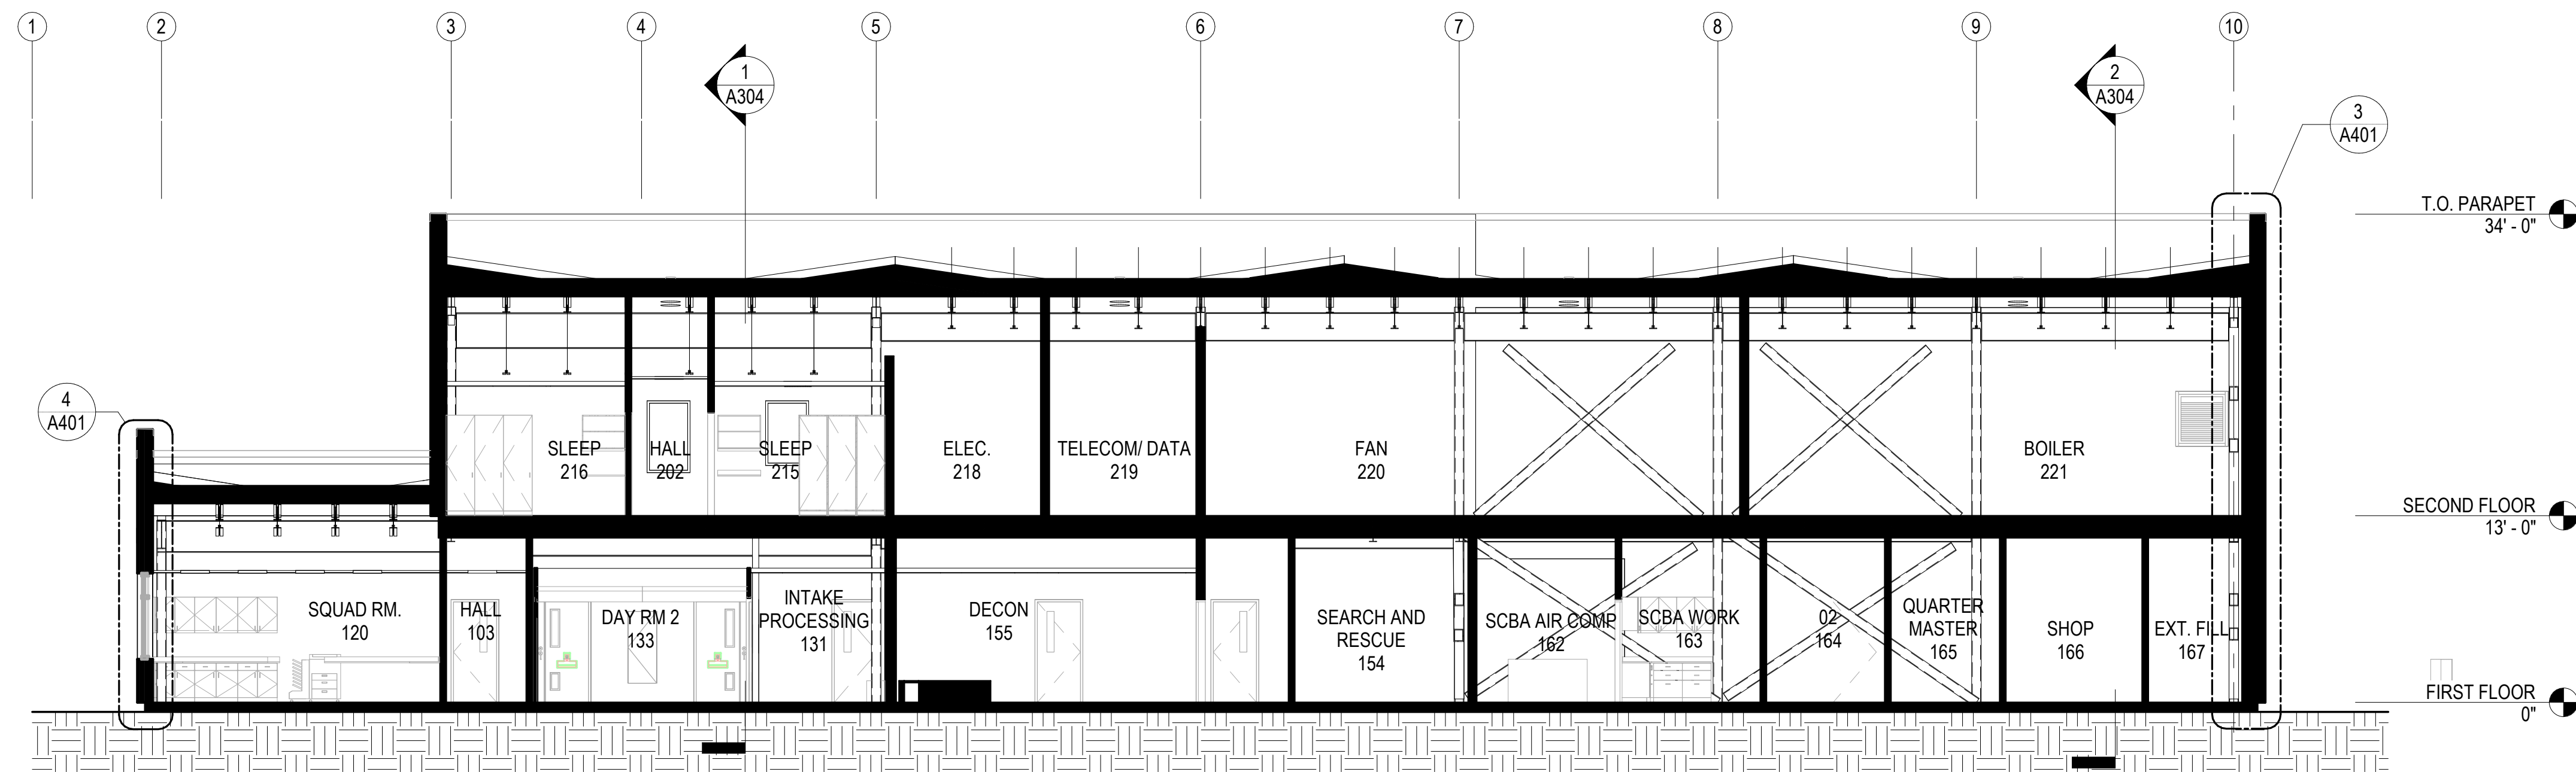 1
2
3
4
5
6
7
8
9
10
1
A304
2
A304
3
A401
T.O. PARAPET
34' - 0"
4
A401
SLEEP
216
HALL
202
SLEEP
215
ELEC.
218
TELECOM/ DATA
219
FAN
220
BOILER
221
SECOND FLOOR
13' - 0"
SQUAD RM.
120
HALL
103
DAY RM 2
133
INTAKE
PROCESSING
131
DECON
155
SEARCH AND
RESCUE
154
SCBA AIR COMP
162
SCBA WORK
163
02
164
QUARTER
MASTER
165
SHOP
166
EXT. FILL
167
FIRST FLOOR
0"